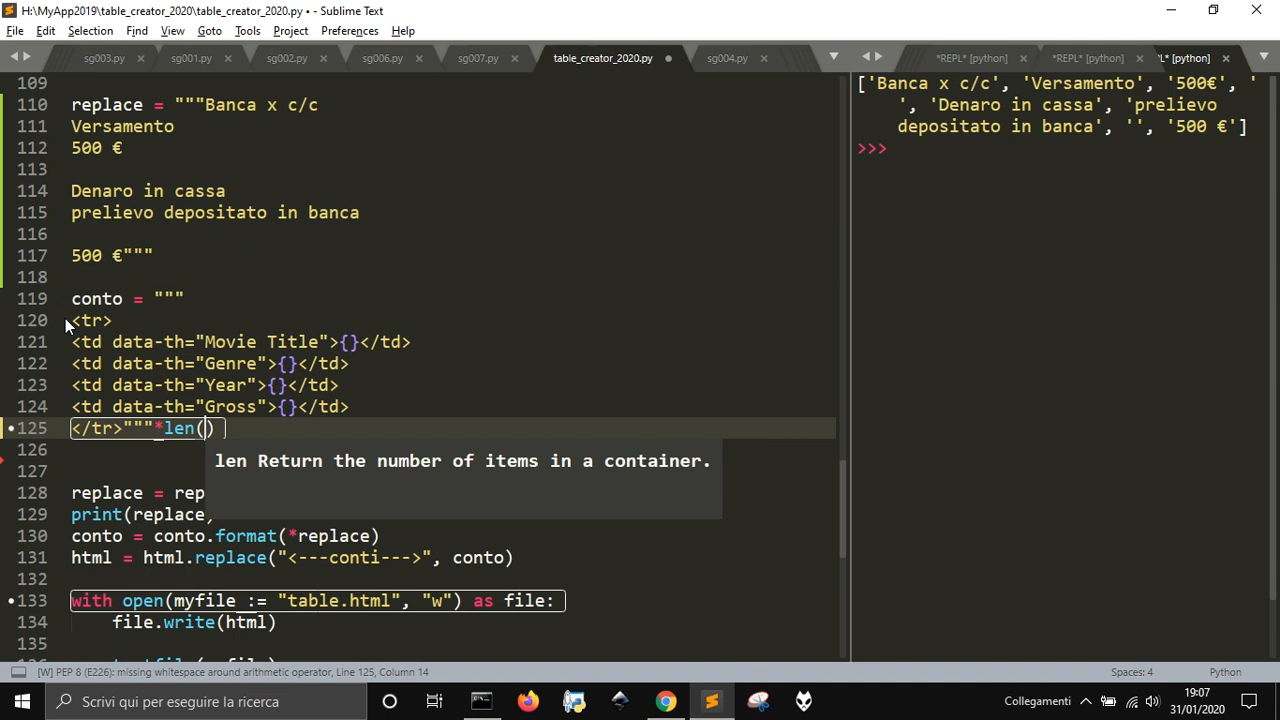 H:\MyApp2019\table_creator_2020\table_creator_2020.py • - Sublime Text
File Edit Selection Find View Goto Tools Project Preferences Help
sg003.py sg001.py sg002.py sg006.py sg007.py table_creator_2020.py sg004.py *REPL* [python] *REPL* [python] 'L* [python]
109
110 replace = """Banca x c/c
111 Versamento
112 500 €
113
114 Denaro in cassa
115 prelievo depositato in banca
116
117 500 €"""
118
119 conto = """
120 <tr>
121 <td data-th="Movie Title">{}</td>
122 <td data-th="Genre">{}</td>
123 <td data-th="Year">{}</td>
124 <td data-th="Gross">{}</td>
125 </tr>"""*len()
126
len Return the number of items in a container.
127
128 replace = rep
129 print(replace)
130 conto = conto.format(*replace)
131 html = html.replace("<---conti--->", conto)
132
133 with open(myfile := "table.html", "w") as file:
134 file.write(html)
135
['Banca x c/c', 'Versamento', '500€', '
', 'Denaro in cassa', 'prelievo
depositato in banca', '', '500 €']
>>>
[W] PEP 8 (E226): missing whitespace around arithmetic operator, Line 125, Column 14 Spaces: 4 Python
Scrivi qui per eseguire la ricerca
Collegamenti
19:07
31/01/2020